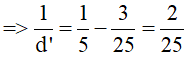 => 1/d' = 1/5 − 3/25 = 2/25